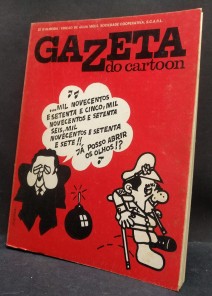 GAZETA
do cartoon
...MIL NOVECENTOS
E SETENTA
E CINCO; MIL
NOVECENTOS E SETENTA
SEIS, MIL
NOVECENTOS E SETENTA
E SETE!!,
JÁ POSSO ABRIR
OS OLHOS!?